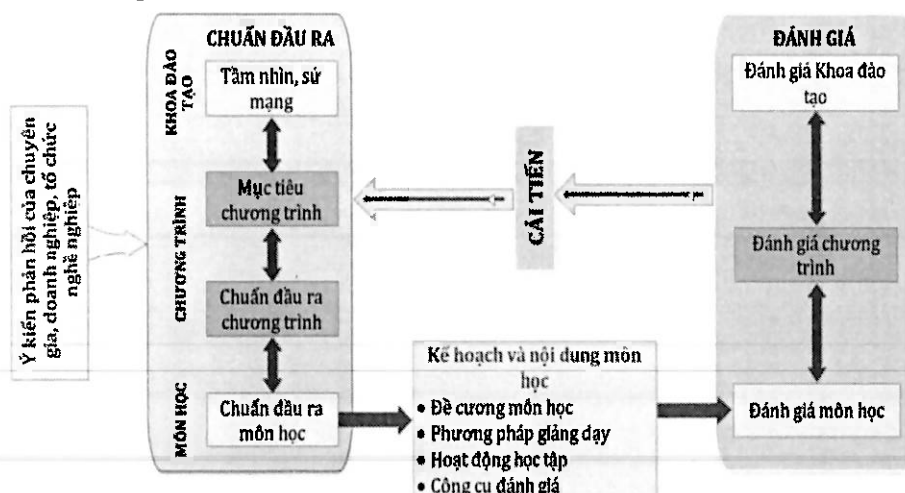 Ý kiến phản hồi của chuyên
gia, doanh nghiệp, tổ chức
nghề nghiệp
CHUẨN ĐẦU RA
KHOA ĐÀO
TẠO
Tầm nhìn, sứ
mạng
CHƯƠNG TRÌNH
Mục tiêu
chương trình
Chuẩn đầu ra
chương trình
MÔN HỌC
Chuẩn đầu ra
môn học
CẢI TIẾN
Kế hoạch và nội dung môn
học
• Đề cương môn học
• Phương pháp giảng dạy
• Hoạt động học tập
• Công cụ đánh giá
ĐÁNH GIÁ
Đánh giá Khoa đào
tạo
Đánh giá chương
trình
Đánh giá môn học